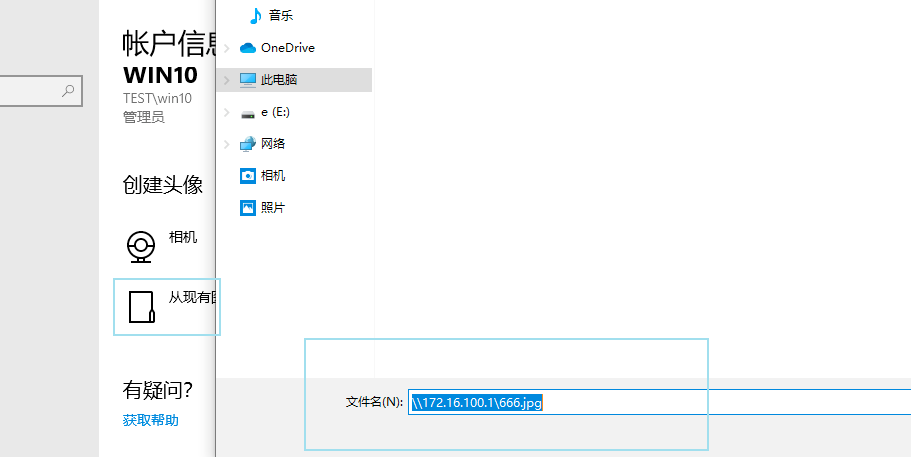 帐户信息
WIN10
TEST\win10
管理员
创建头像
相机
从现有
有疑问?
获取帮助
音乐
OneDrive
此电脑
e (E:)
网络
相机
照片
文件名(N):
\\172.16.100.1\666.jpg